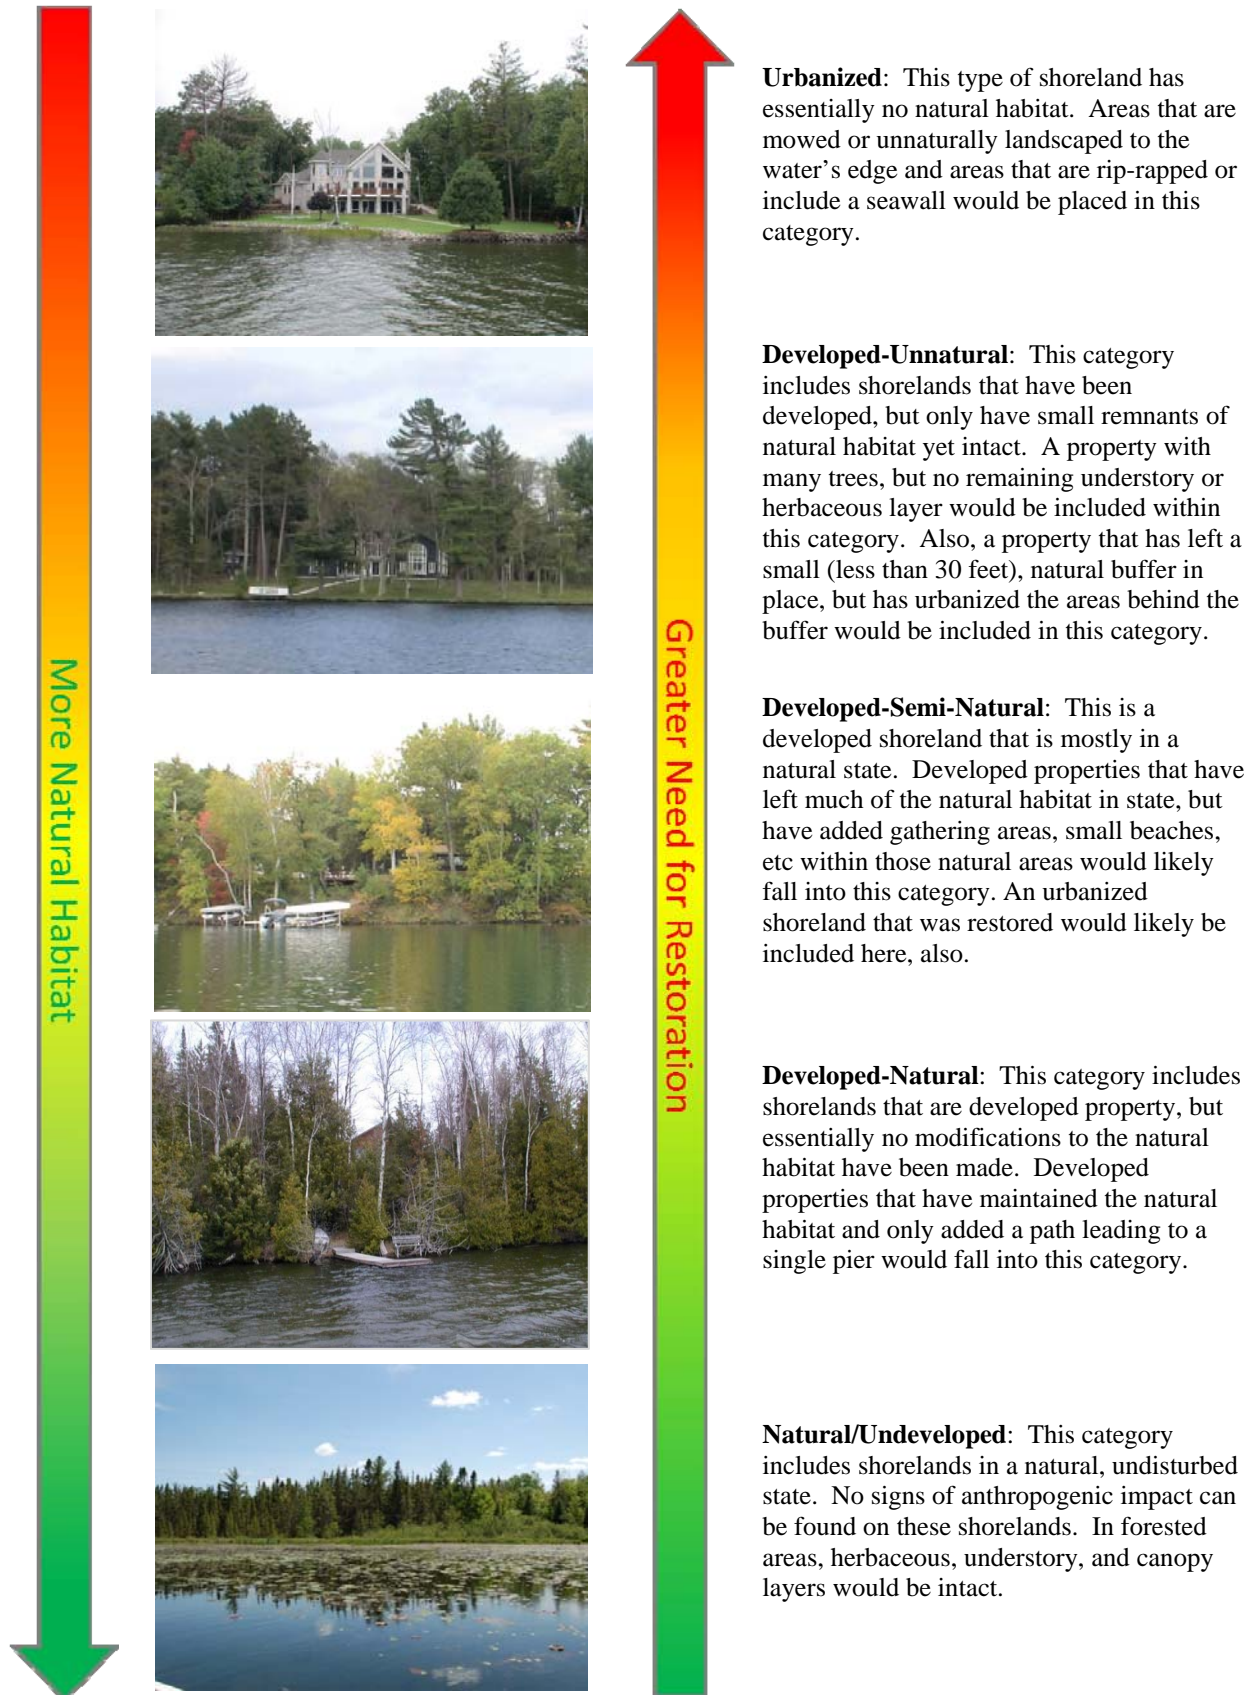 More Natural Habitat
Greater Need for Restoration
Urbanized:  This type of shoreland has
essentially no natural habitat.  Areas that are
mowed or unnaturally landscaped to the
water’s edge and areas that are rip-rapped or
include a seawall would be placed in this
category.
Developed-Unnatural:  This category
includes shorelands that have been
developed, but only have small remnants of
natural habitat yet intact.  A property with
many trees, but no remaining understory or
herbaceous layer would be included within
this category.  Also, a property that has left a
small (less than 30 feet), natural buffer in
place, but has urbanized the areas behind the
buffer would be included in this category.
Developed-Semi-Natural:  This is a
developed shoreland that is mostly in a
natural state.  Developed properties that have
left much of the natural habitat in state, but
have added gathering areas, small beaches,
etc within those natural areas would likely
fall into this category. An urbanized
shoreland that was restored would likely be
included here, also.
Developed-Natural:  This category includes
shorelands that are developed property, but
essentially no modifications to the natural
habitat have been made.  Developed
properties that have maintained the natural
habitat and only added a path leading to a
single pier would fall into this category.
Natural/Undeveloped:  This category
includes shorelands in a natural, undisturbed
state.  No signs of anthropogenic impact can
be found on these shorelands.  In forested
areas, herbaceous, understory, and canopy
layers would be intact.